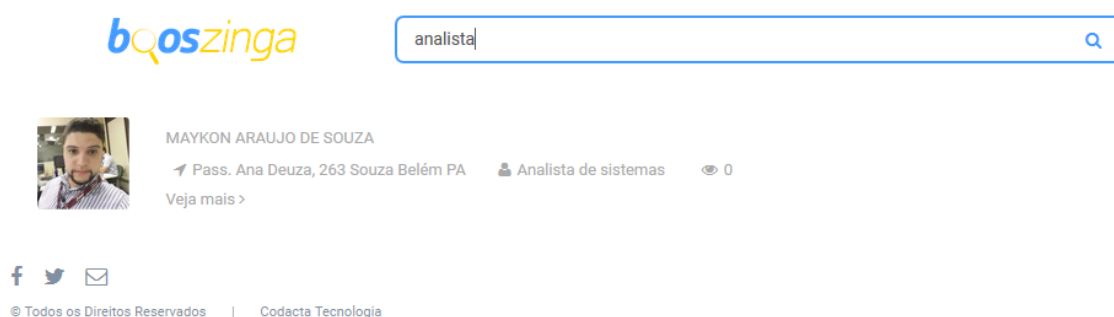 booszinga
analista
MAYKON ARAUJO DE SOUZA
Pass. Ana Deuza, 263 Souza Belém PA Analista de sistemas 0
Veja mais >
© Todos os Direitos Reservados | Codacta Tecnologia